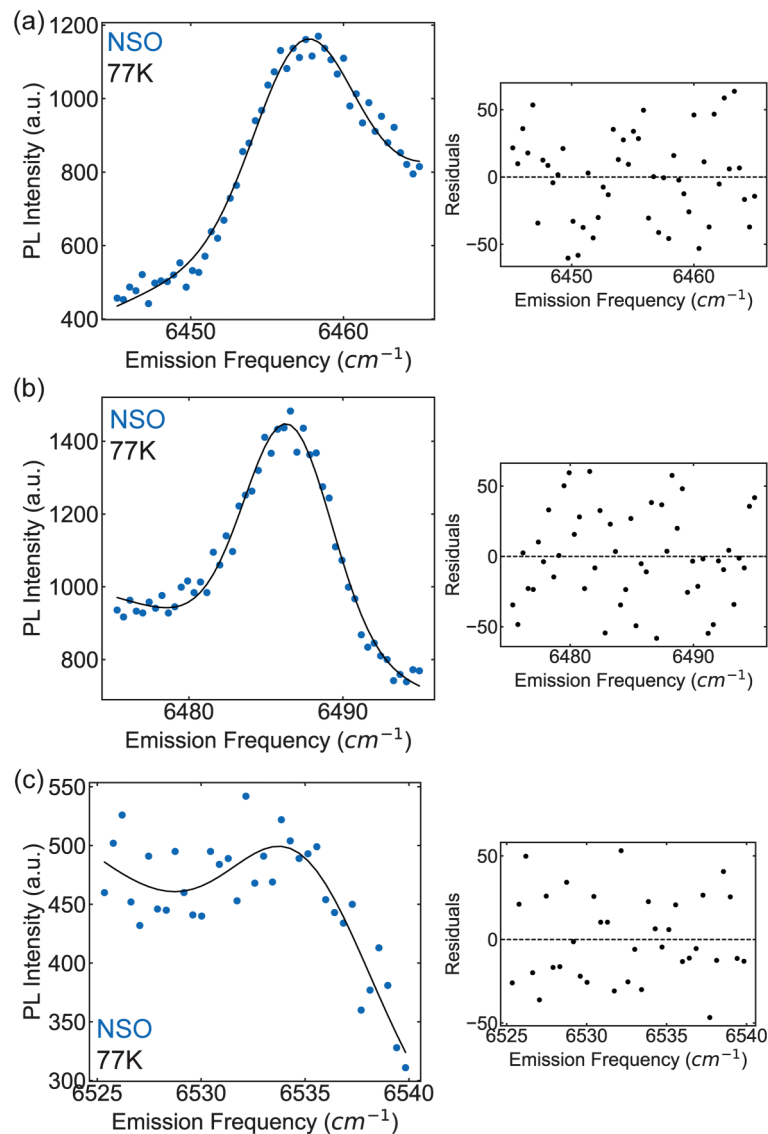 (a)
1200
1000
800
600
400
PL Intensity (a.u.)
NSO
77K
6450
6460
Emission Frequency (cm⁻¹)
50
0
−50
Residuals
6450
6460
Emission Frequency (cm⁻¹)
(b)
1400
1200
1000
800
PL Intensity (a.u.)
NSO
77K
6480
6490
Emission Frequency (cm⁻¹)
50
0
−50
Residuals
6480
6490
Emission Frequency (cm⁻¹)
(c)
550
500
450
400
350
300
PL Intensity (a.u.)
NSO
77K
6525
6530
6535
6540
Emission Frequency (cm⁻¹)
50
0
−50
Residuals
6525
6530
6535
6540
Emission Frequency (cm⁻¹)